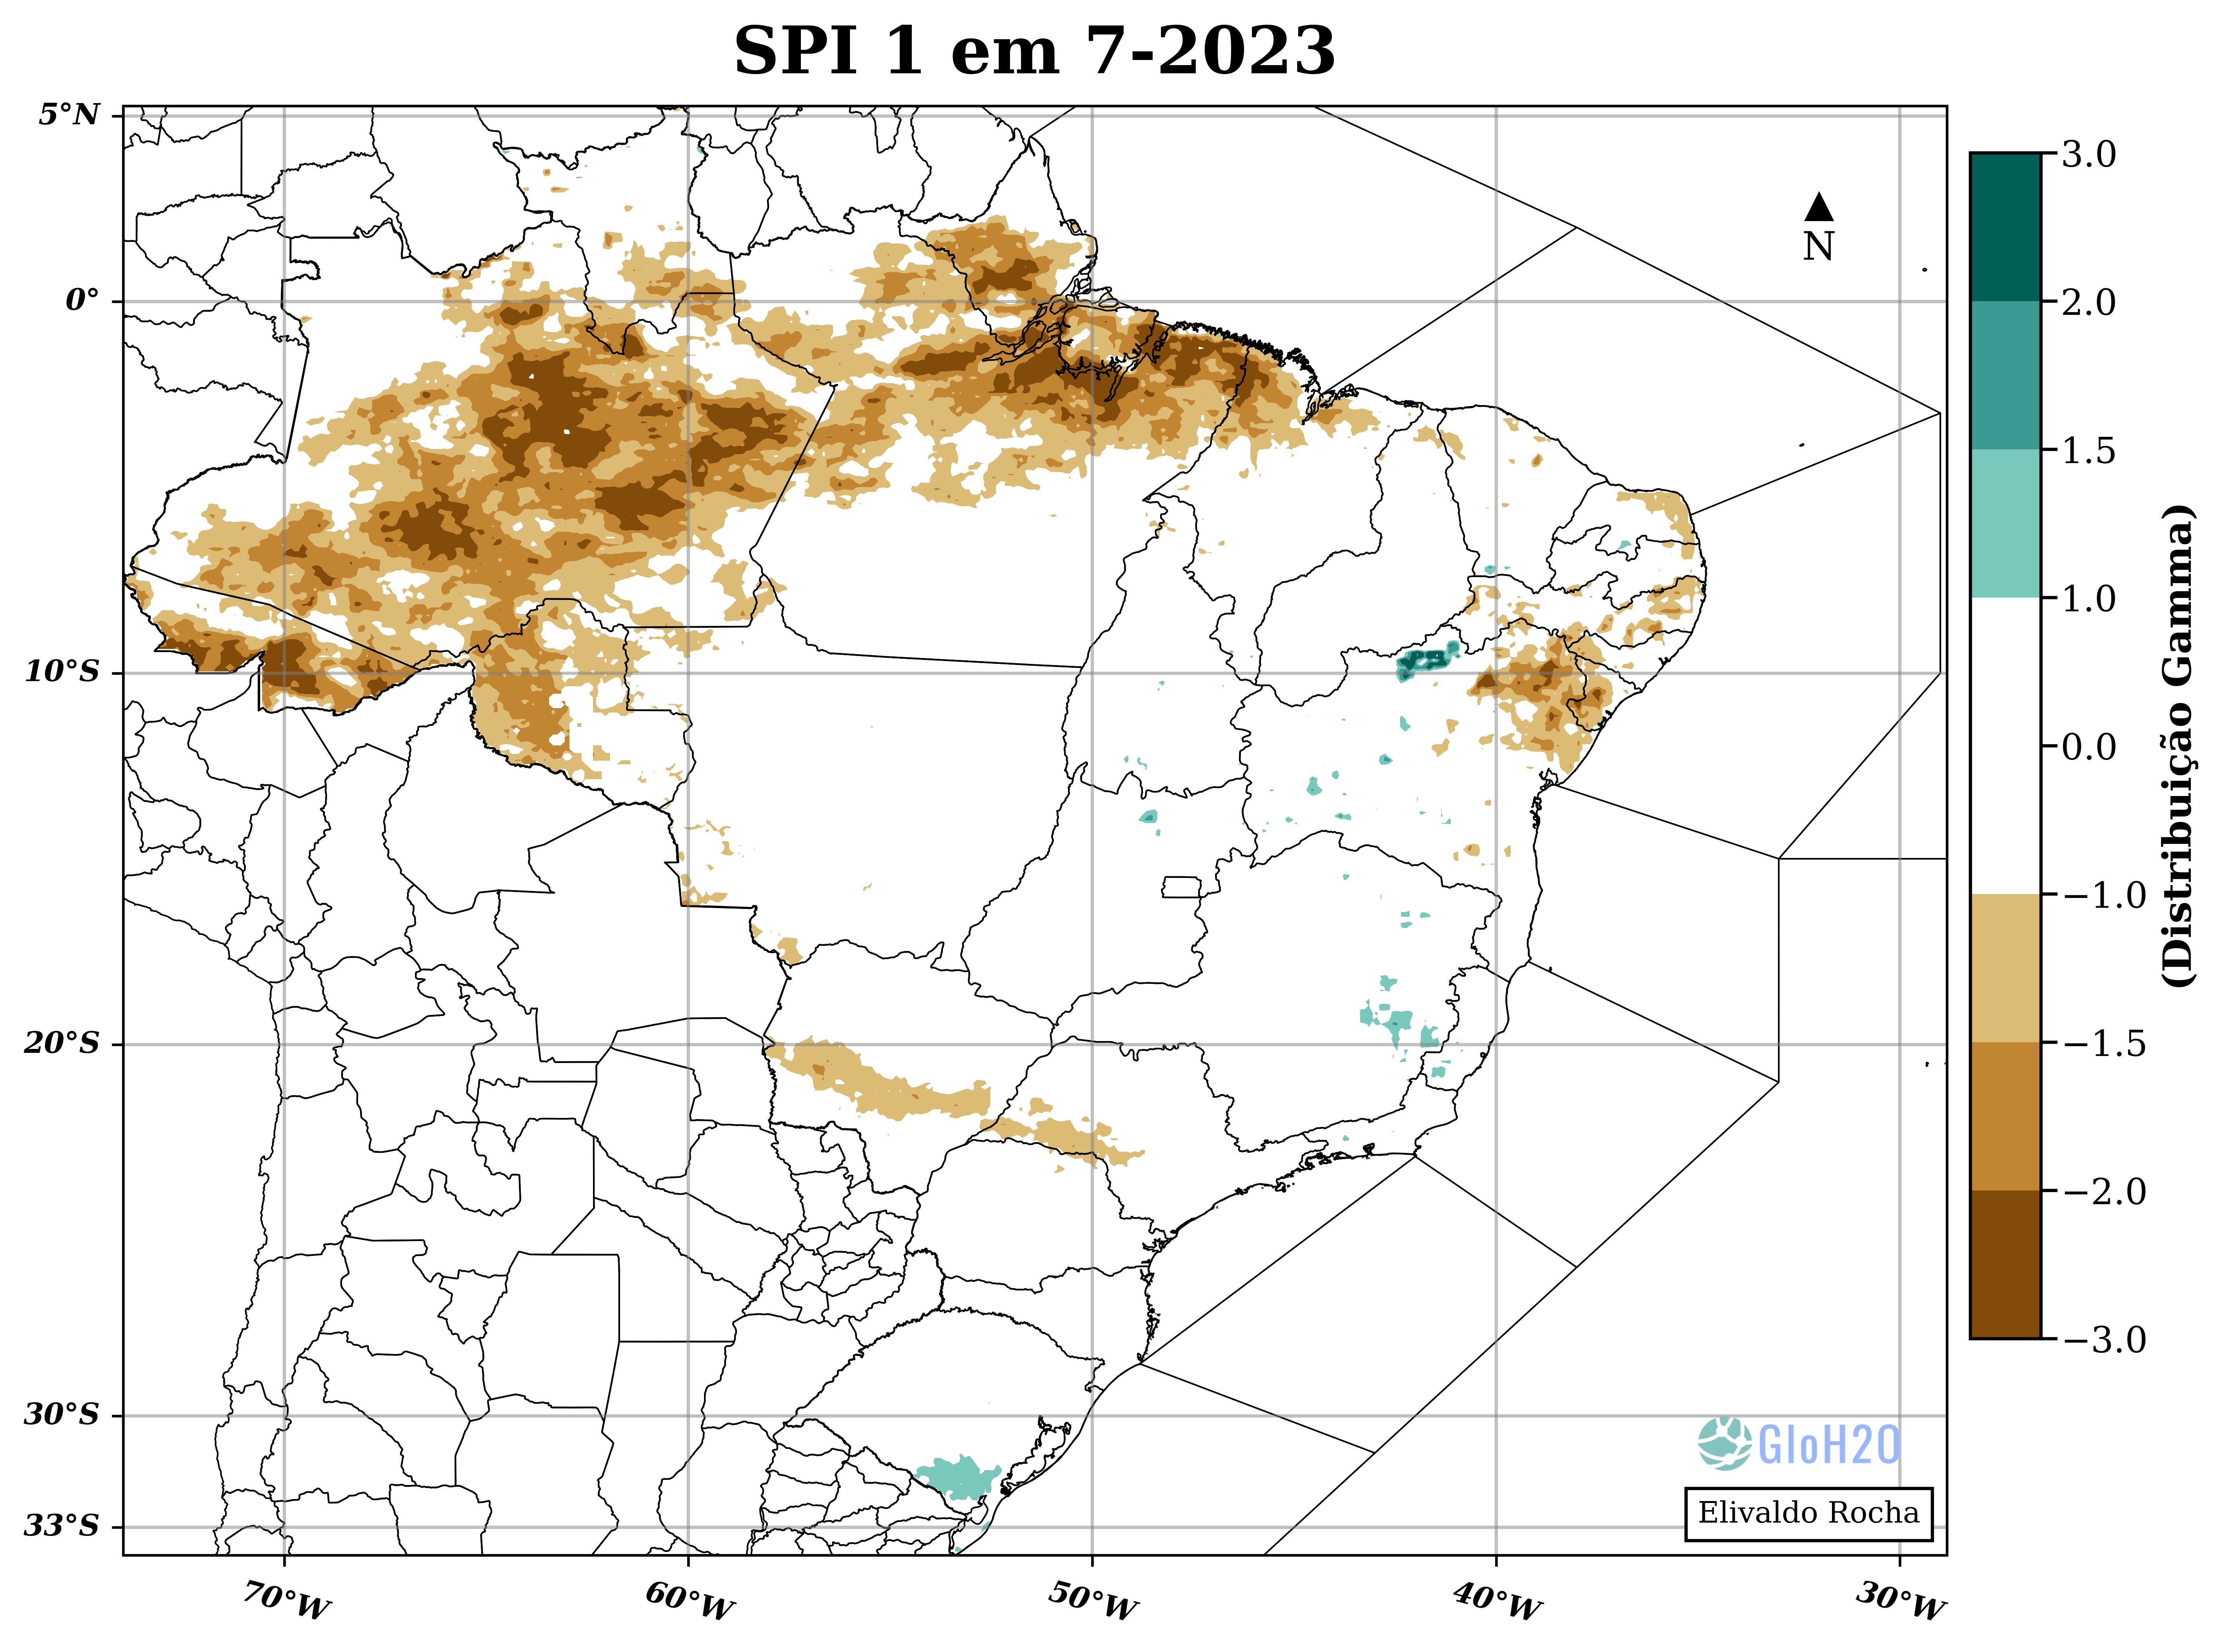 SPI 1 em 7-2023
5°N
0°
10°S
20°S
30°S
33°S
70°W
60°W
50°W
40°W
30°W
N
3.0
2.0
1.5
1.0
0.0
−1.0
−1.5
−2.0
−3.0
(Distribuição Gamma)
GloH2O
Elivaldo Rocha